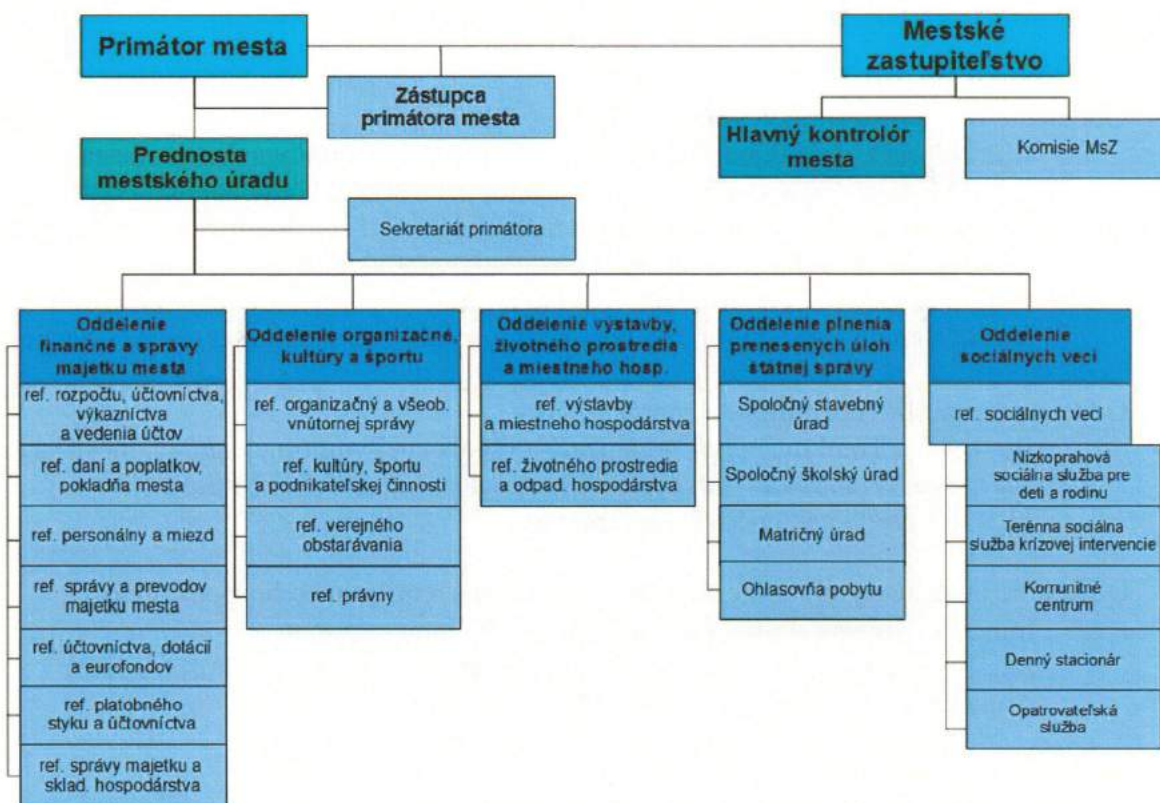 Primátor mesta
Mestské
zastupiteľstvo
Zástupca
primátora mesta
Hlavný kontrolór
mesta
Komisie MsZ
Prednosta
mestského úradu
Sekretariát primátora
Oddelenie
finančné a správy
majetku mesta
ref. rozpočtu, účtovníctva,
výkazníctva
a vedenia účtov
ref. daní a poplatkov,
pokladňa mesta
ref. personálny a miezd
ref. správy a prevodov
majetku mesta
ref. účtovníctva, dotácií
a eurofondov
ref. platobného
styku a účtovníctva
ref. správy majetku a
sklad. hospodárstva
Oddelenie organizačné,
kultúry a športu
ref. organizačný a všeob.
vnútornej správy
ref. kultúry, športu
a podnikateľskej činnosti
ref. verejného
obstarávania
ref. právny
Oddelenie výstavby,
životného prostredia
a miestneho hosp.
ref. výstavby
a miestneho hospodárstva
ref. životného prostredia
a odpad. hospodárstva
Oddelenie plnenia
prenesených úloh
štátnej správy
Spoločný stavebný
úrad
Spoločný školský úrad
Matričný úrad
Ohlasovňa pobytu
Oddelenie
sociálnych vecí
ref. sociálnych vecí
Nízkoprahová
sociálna služba pre
deti a rodinu
Terénna sociálna
služba krízovej intervencie
Komunitné
centrum
Denný stacionár
Opatrovateľská
služba